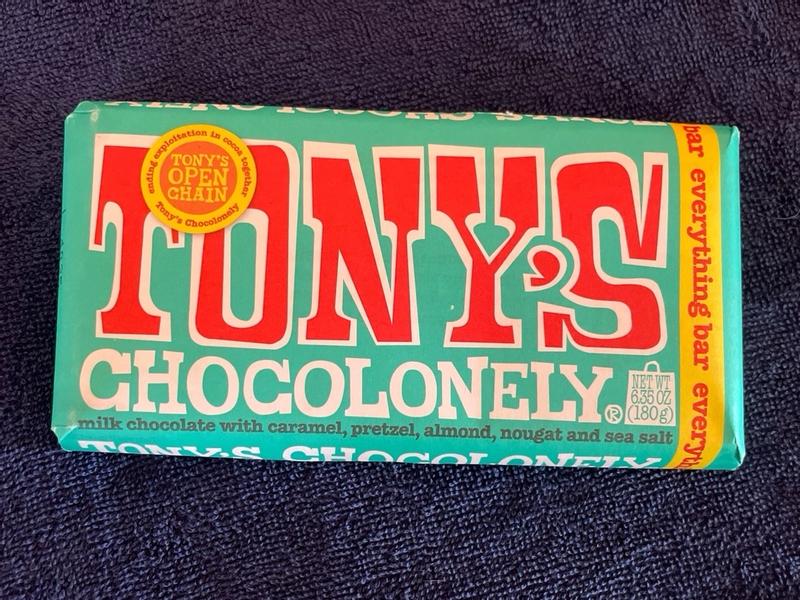 ending exploitation in cocoa together
TONY'S
OPEN
CHAIN
Tony's Chocolonely
TONY'S
CHOCOLONELY®
NET WT
6.35 OZ
(180g)
milk chocolate with caramel, pretzel, almond, nougat and sea salt
TONY'S CHOCOLONELY
bar everything bar everyth